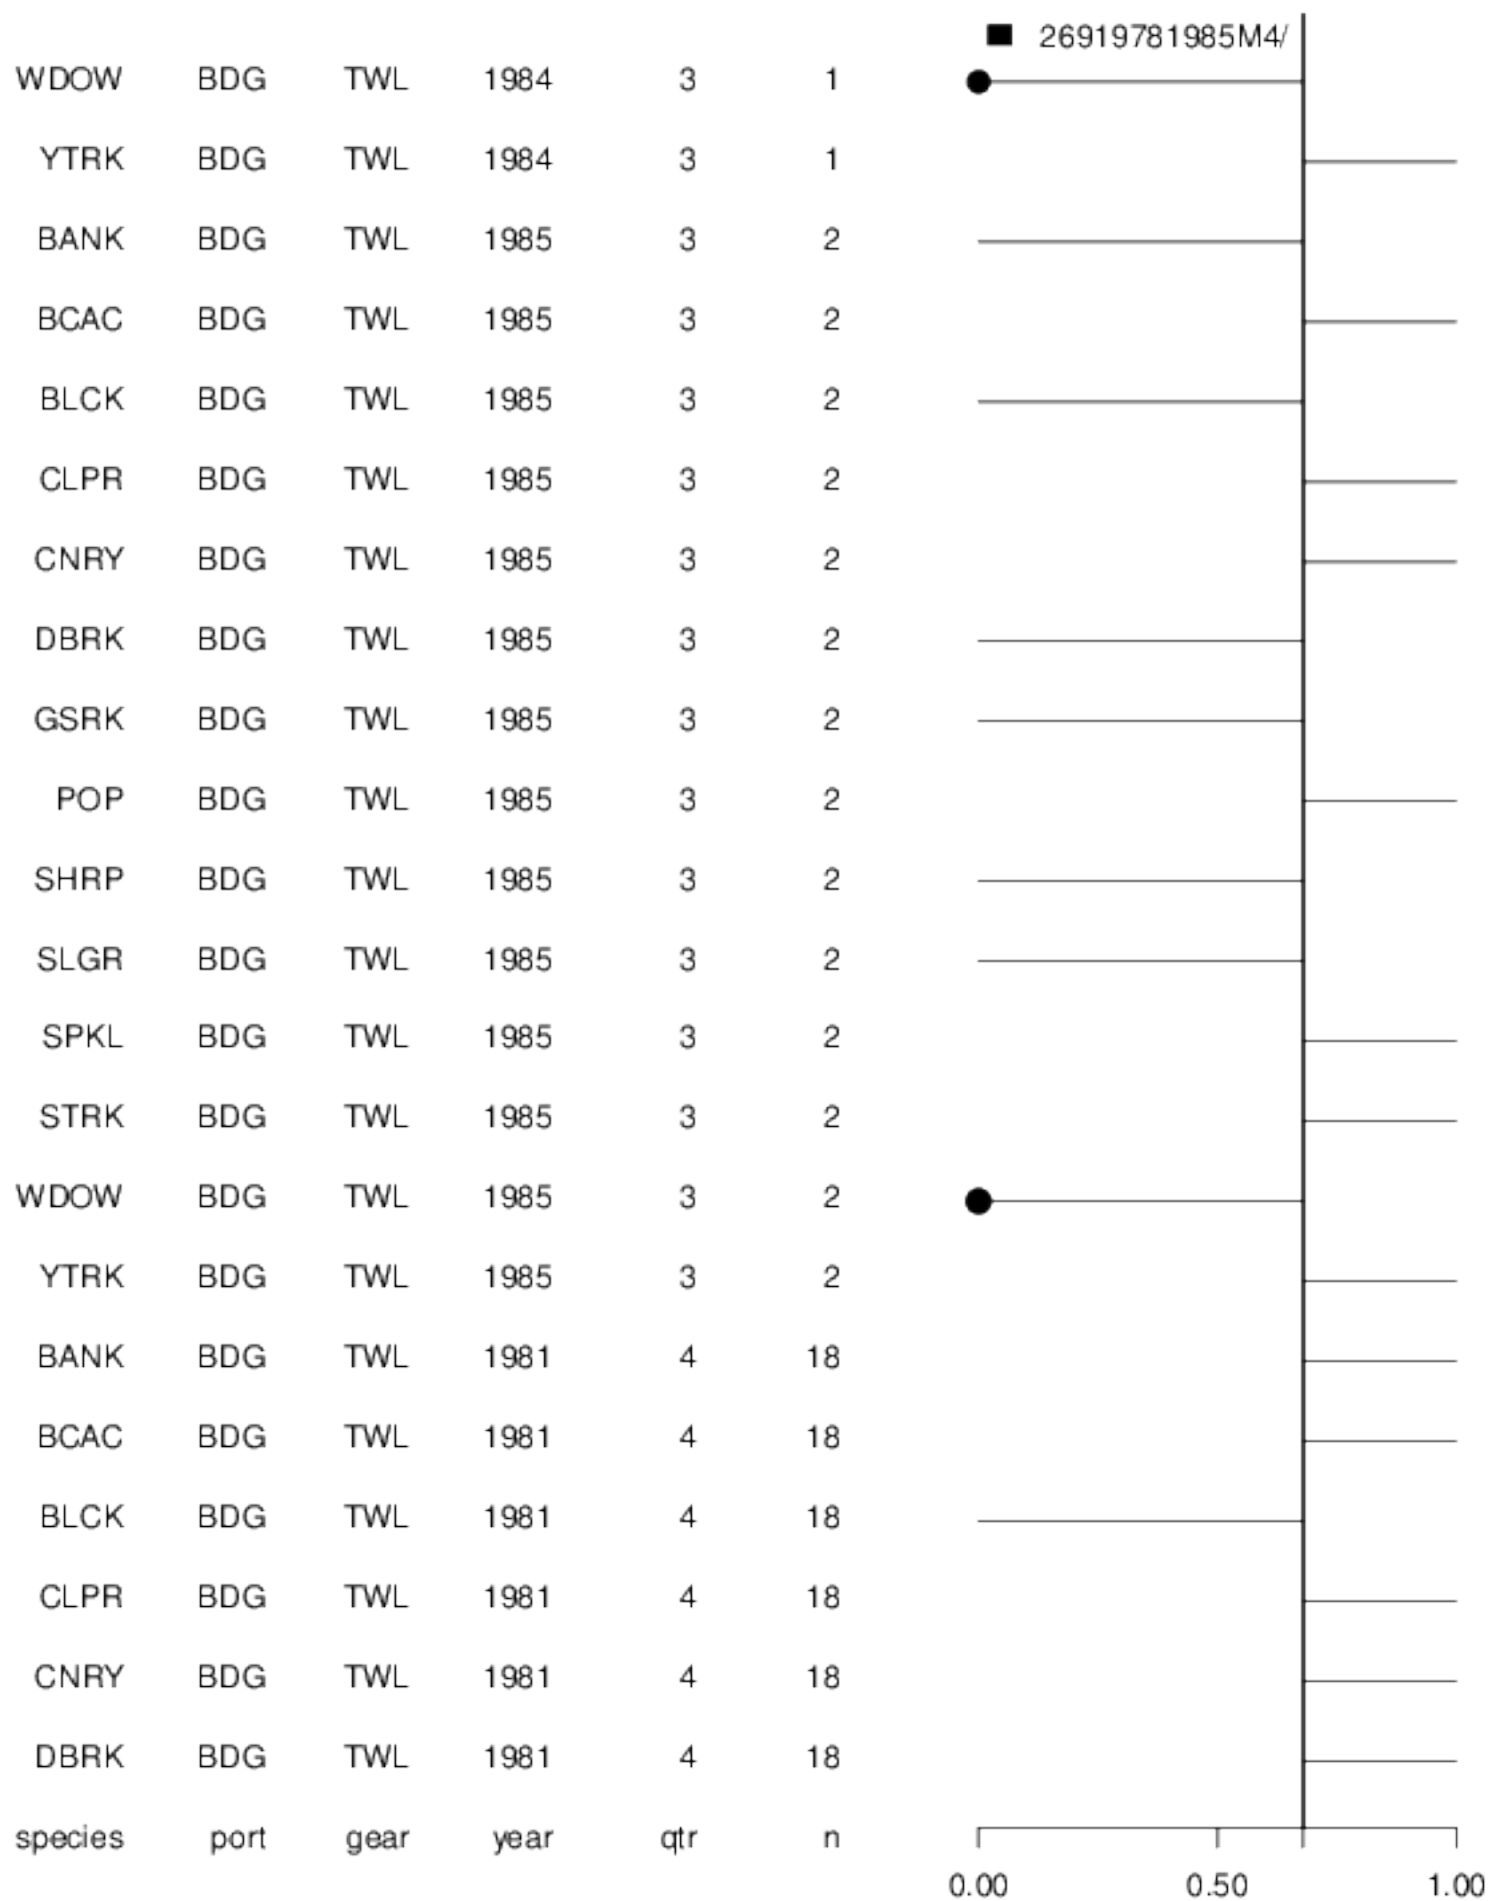 26919781985M4/
WDOW BDG TWL 1984 3 1
YTRK BDG TWL 1984 3 1
BANK BDG TWL 1985 3 2
BCAC BDG TWL 1985 3 2
BLCK BDG TWL 1985 3 2
CLPR BDG TWL 1985 3 2
CNRY BDG TWL 1985 3 2
DBRK BDG TWL 1985 3 2
GSRK BDG TWL 1985 3 2
POP BDG TWL 1985 3 2
SHRP BDG TWL 1985 3 2
SLGR BDG TWL 1985 3 2
SPKL BDG TWL 1985 3 2
STRK BDG TWL 1985 3 2
WDOW BDG TWL 1985 3 2
YTRK BDG TWL 1985 3 2
BANK BDG TWL 1981 4 18
BCAC BDG TWL 1981 4 18
BLCK BDG TWL 1981 4 18
CLPR BDG TWL 1981 4 18
CNRY BDG TWL 1981 4 18
DBRK BDG TWL 1981 4 18
species port gear year qtr n
0.00 0.50 1.00